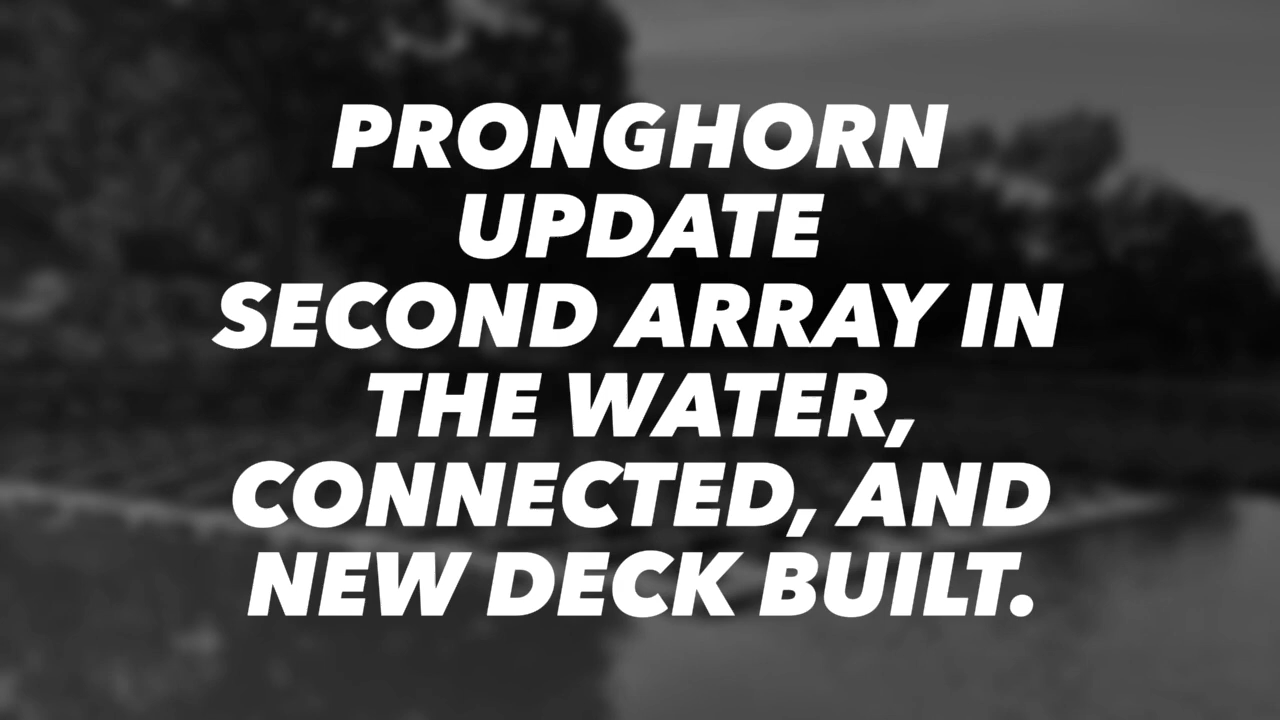 PRONGHORN
UPDATE
SECOND ARRAY IN
THE WATER,
CONNECTED, AND
NEW DECK BUILT.